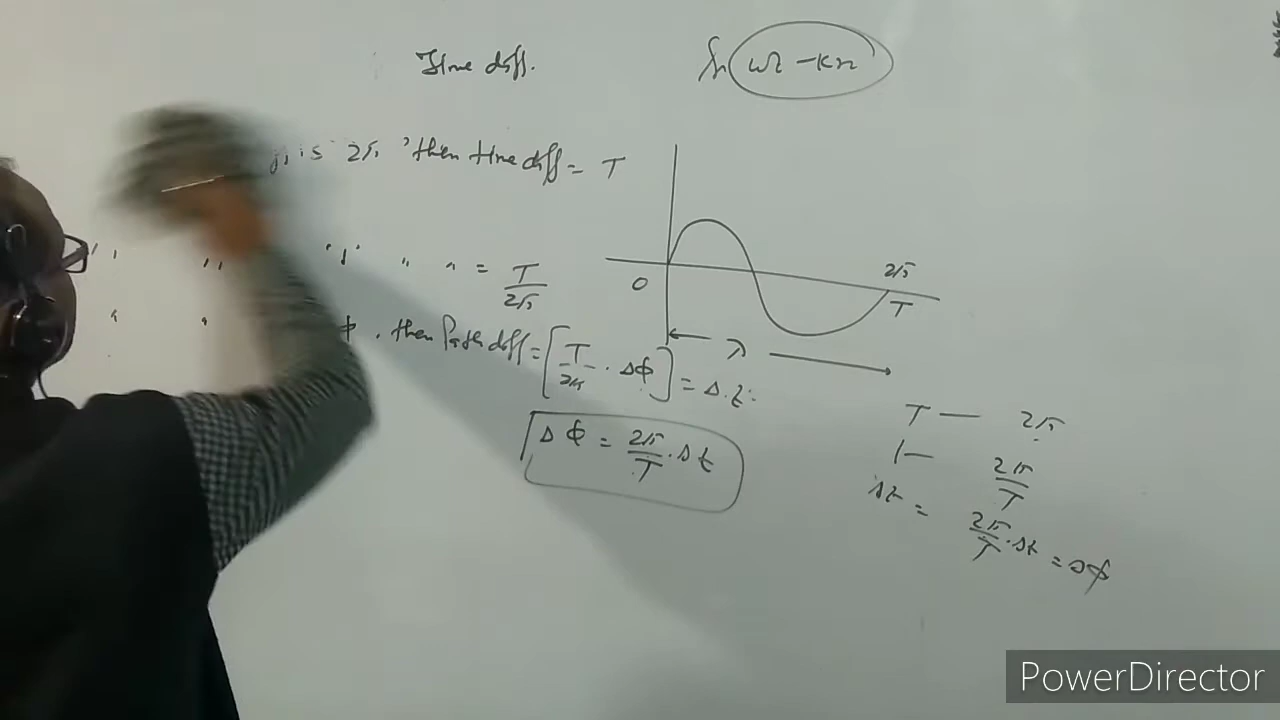 Time diff.
Sin (ωt - kx)
is 2π then time diff = T
" " 1 " " = T/2π
" " φ, then Path diff = [T/2π · Δφ] = Δt
Δφ = 2π/T · Δt
0
2π
T
λ
T — 2π
1 — 2π/T
Δt = 2π/T · Δt = Δφ
PowerDirector